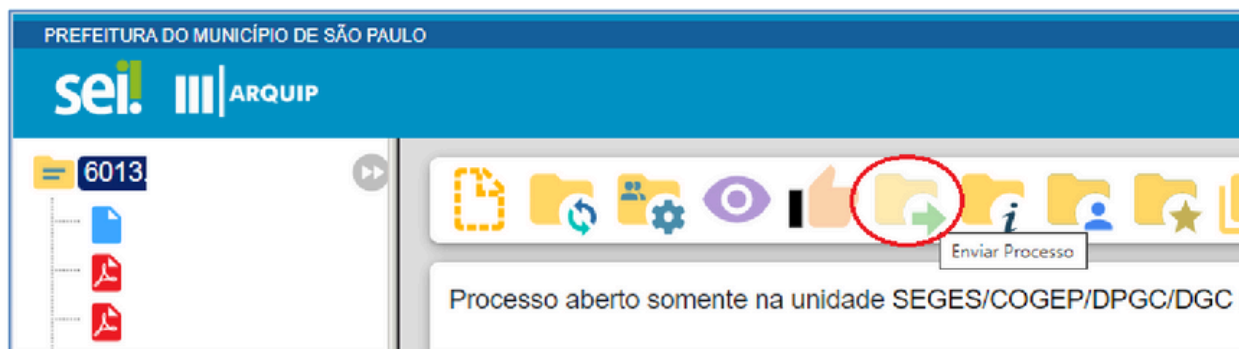 PREFEITURA DO MUNICÍPIO DE SÃO PAULO
sei! ARQUIP
6013.
Enviar Processo
Processo aberto somente na unidade SEGES/COGEP/DPGC/DGC